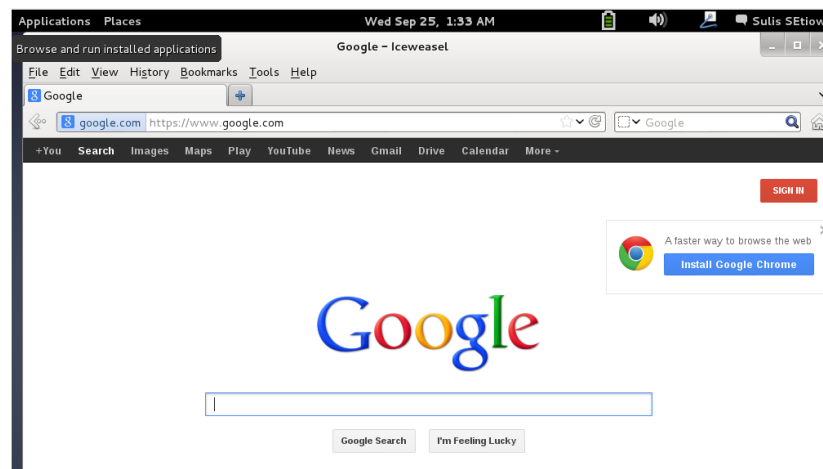 Applications Places Wed Sep 25, 1:33 AM Sulis SEtiow
Browse and run installed applications
Google – Iceweasel
File Edit View History Bookmarks Tools Help
Google
google.com https://www.google.com Google
+You Search Images Maps Play YouTube News Gmail Drive Calendar More
SIGN IN
A faster way to browse the web
Install Google Chrome
Google
Google Search I'm Feeling Lucky